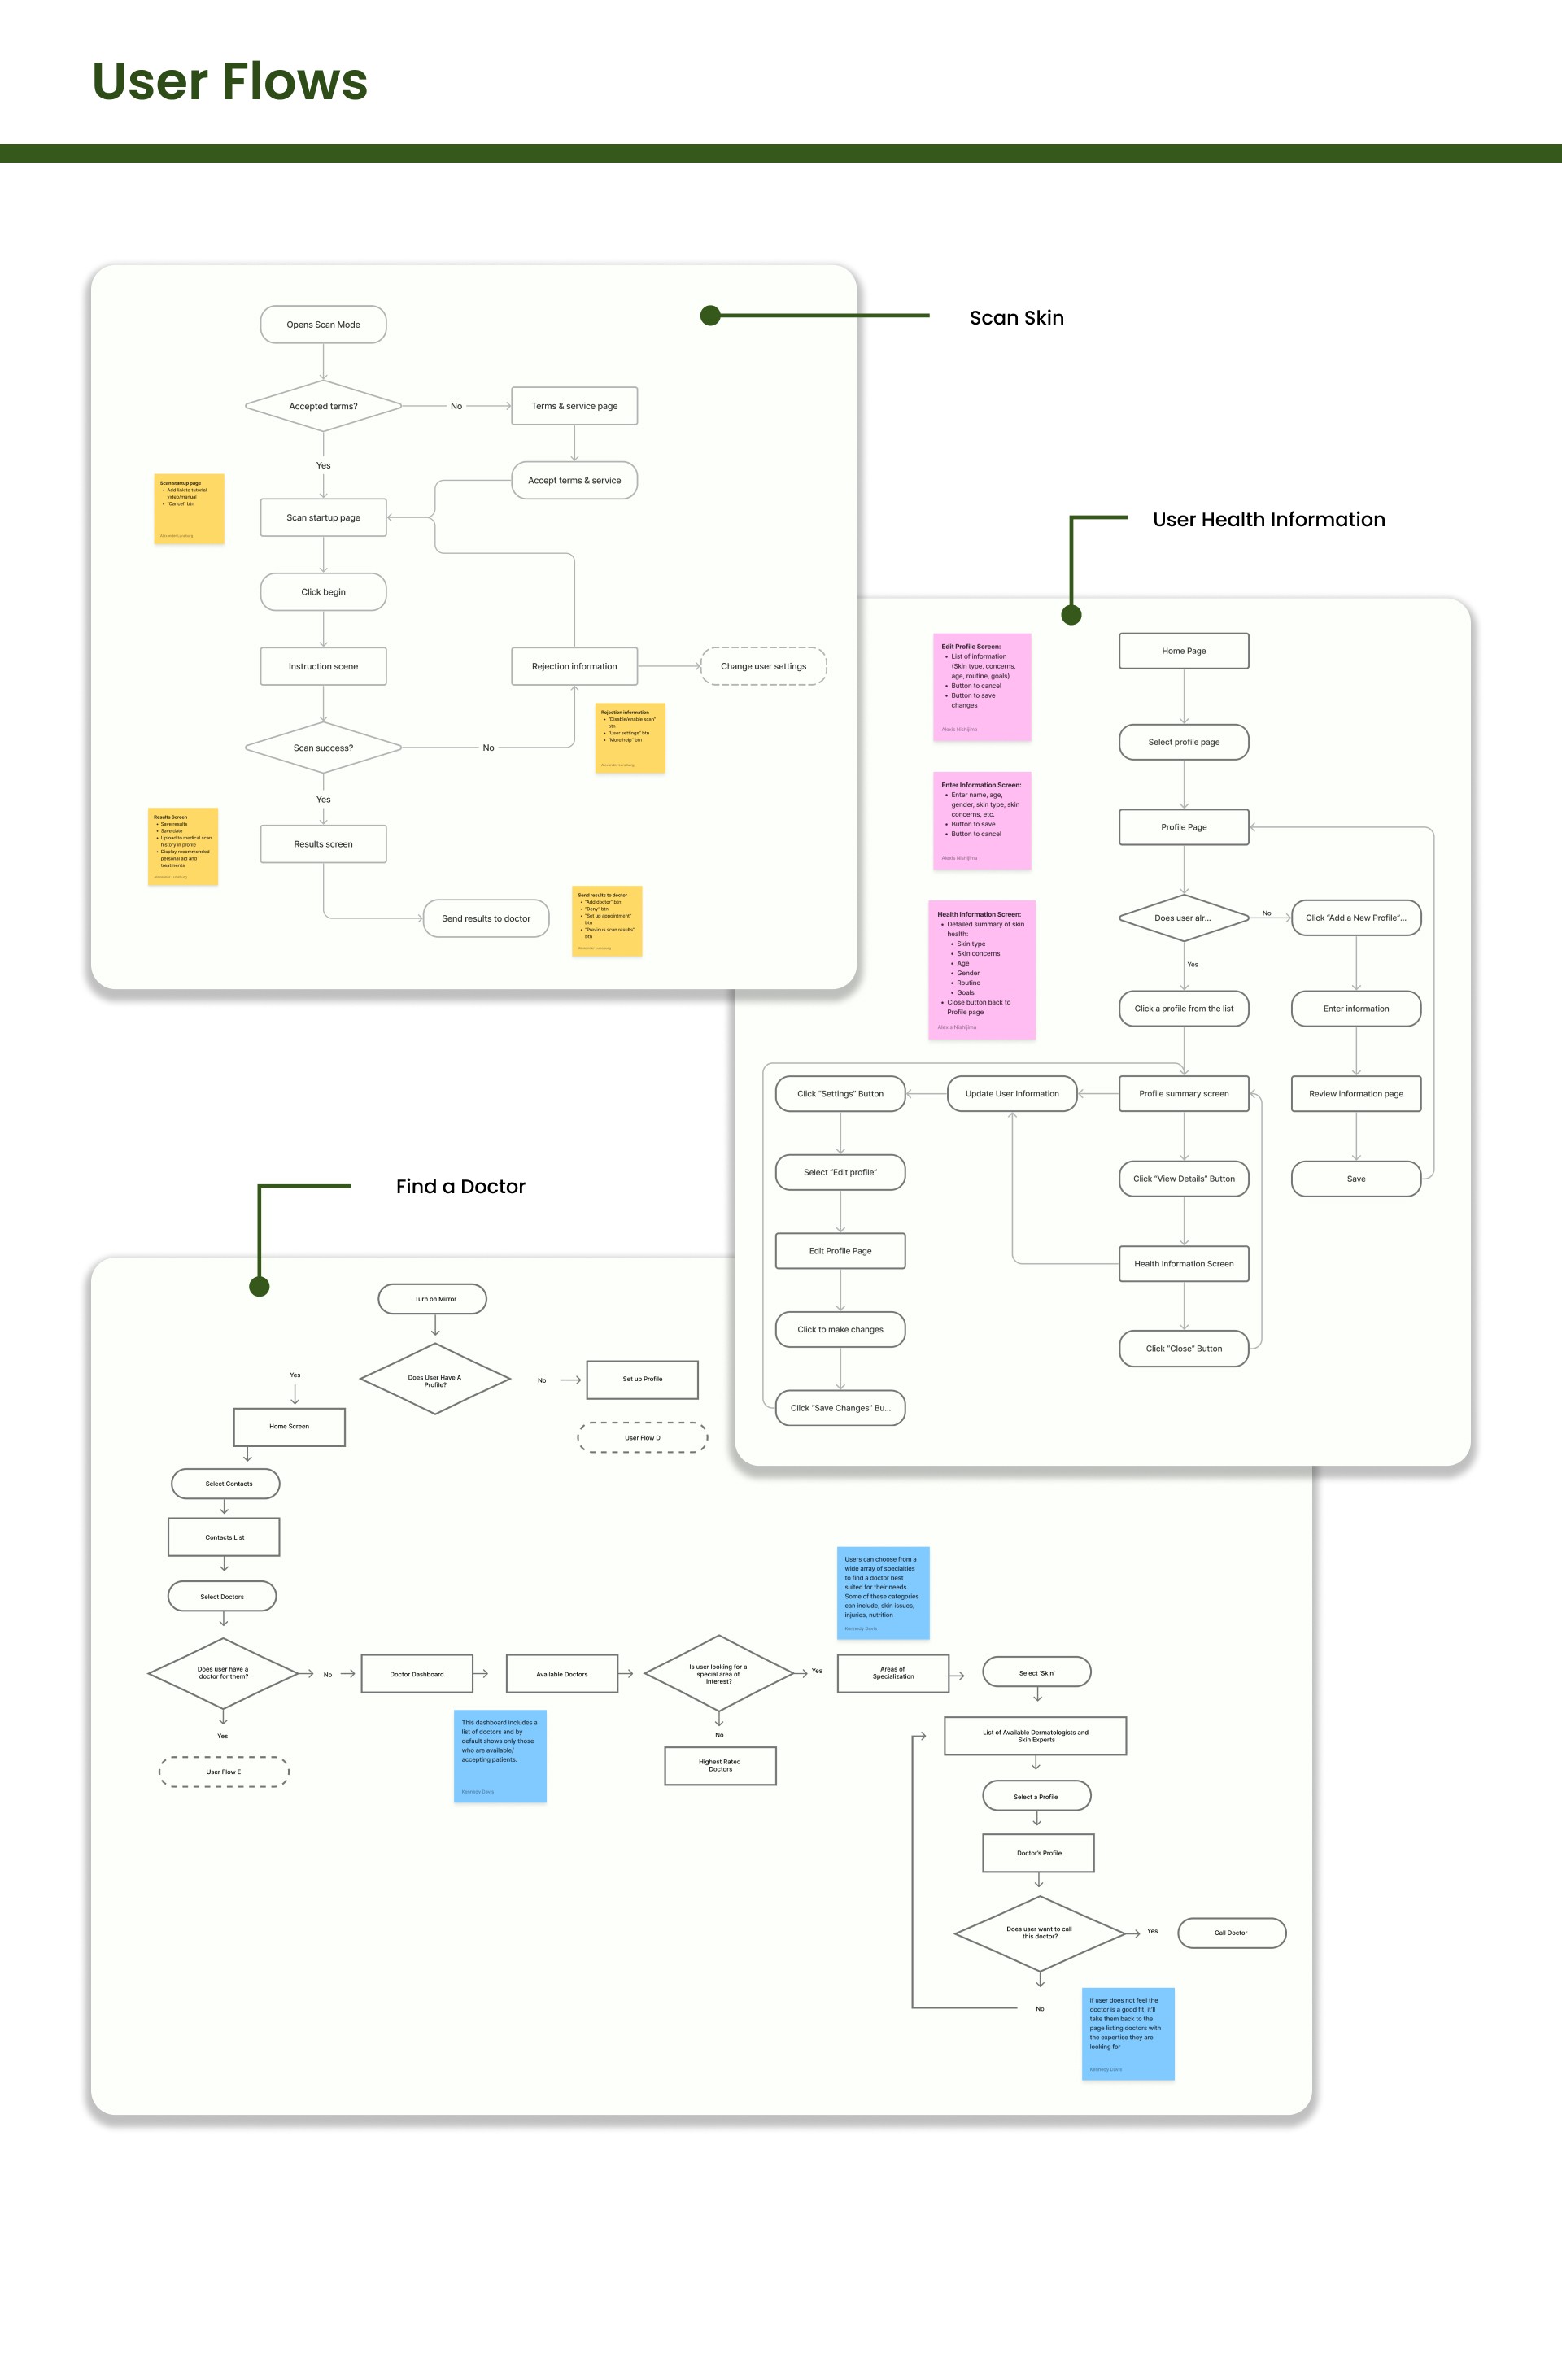 User Flows
Scan Skin
Opens Scan Mode
Accepted terms?
No
Terms & service page
Yes
Accept terms & service
Scan startup page
• Add link to tutorial
video/manual
• "Cancel" btn
Alexander Lundberg
Scan startup page
Click begin
Instruction scene
Rejection information
Change user settings
Scan success?
No
Rejection information
• "Disable/enable scan"
btn
• "User settings" btn
• "More help" btn
Yes
Results Screen
• Save results
• Save date
• Upload to medical scan
history in profile
• Display recommended
personal aid and
treatments
Results screen
Send results to doctor
Send results to doctor
• "Add doctor" btn
• "Deny" btn
• "Set up appointment"
btn
• "Previous scan results"
btn
User Health Information
Edit Profile Screen:
• List of information
(Skin type, concerns,
age, routine, goals)
• Button to cancel
• Button to save
changes
Alexis Nishijima
Enter Information Screen:
• Enter name, age,
gender, skin type, skin
concerns, etc.
• Button to save
• Button to cancel
Alexis Nishijima
Health Information Screen:
• Detailed summary of skin
health:
• Skin type
• Skin concerns
• Age
• Gender
• Routine
• Goals
• Close button back to
Profile page
Alexis Nishijima
Home Page
Select profile page
Profile Page
Does user alr...
No
Click "Add a New Profile"...
Yes
Click a profile from the list
Enter information
Click "Settings" Button
Update User Information
Profile summary screen
Review information page
Select "Edit profile"
Click "View Details" Button
Save
Edit Profile Page
Health Information Screen
Click to make changes
Click "Close" Button
Click "Save Changes" Bu...
Find a Doctor
Turn on Mirror
Does User Have A
Profile?
No
Set up Profile
User Flow D
Yes
Home Screen
Select Contacts
Contacts List
Select Doctors
Does user have a
doctor for them?
No
Doctor Dashboard
Available Doctors
Is user looking for a
special area of
interest?
Yes
Areas of
Specialization
Select 'Skin'
Users can choose from a
wide array of specialties
to find a doctor best
suited for their needs.
Some of these categories
can include, skin issues,
injuries, nutrition
Kennedy Davis
Yes
User Flow E
This dashboard includes a
list of doctors and by
default shows only those
who are available/
accepting patients.
Kennedy Davis
No
Highest Rated
Doctors
List of Available Dermatologists and
Skin Experts
Select a Profile
Doctor's Profile
Does user want to call
this doctor?
Yes
Call Doctor
No
If user does not feel the
doctor is a good fit, it'll
take them back to the
page listing doctors with
the expertise they are
looking for
Kennedy Davis